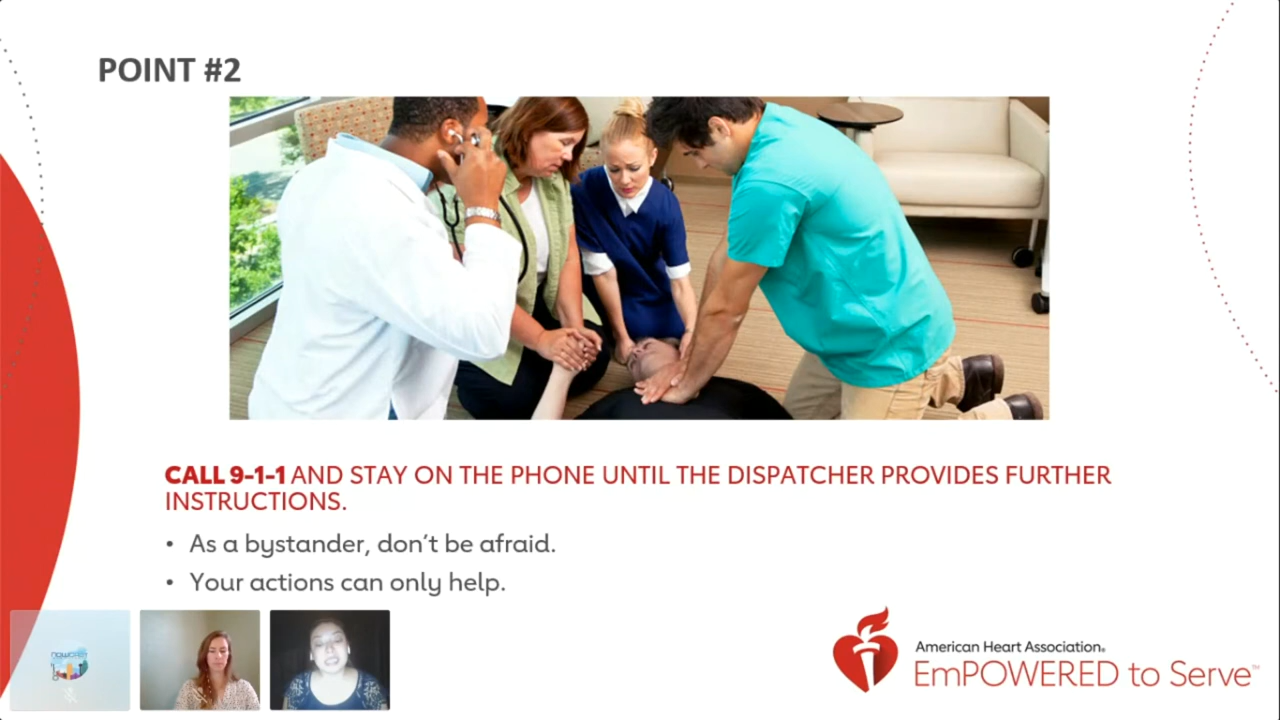 POINT #2
CALL 9-1-1 AND STAY ON THE PHONE UNTIL THE DISPATCHER PROVIDES FURTHER
INSTRUCTIONS.
• As a bystander, don't be afraid.
• Your actions can only help.
American Heart Association®
EmPOWERED to Serve™